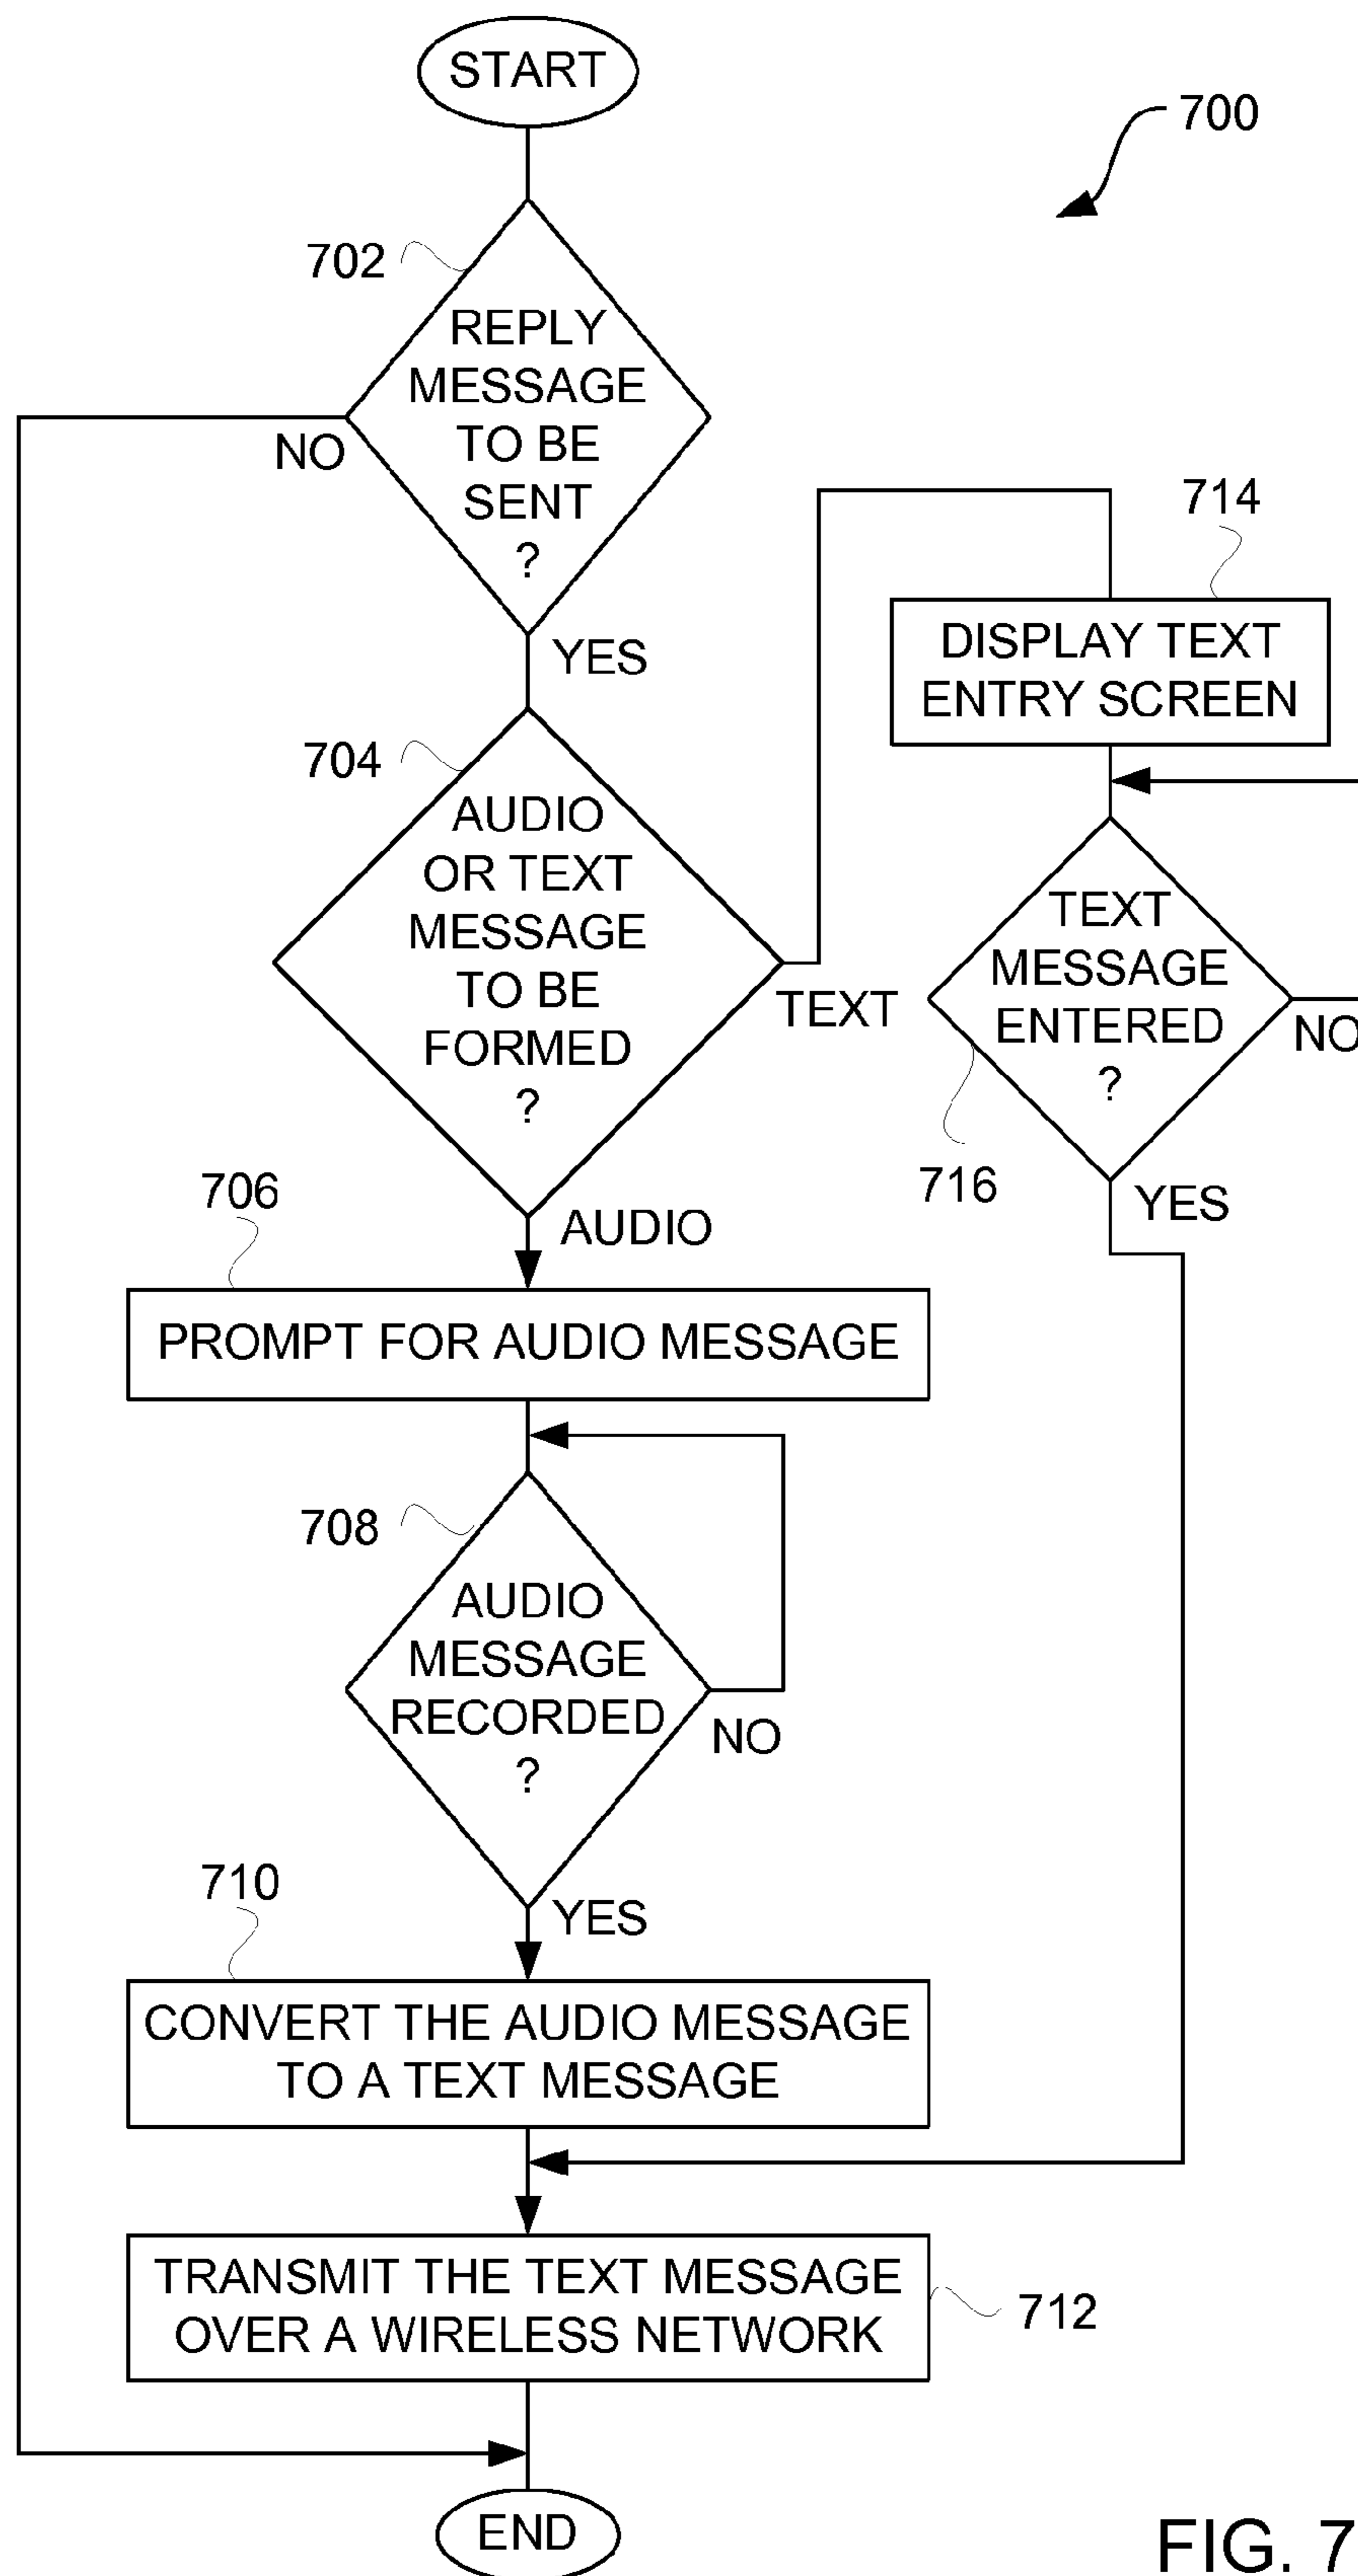 START
700
702
REPLY
MESSAGE
TO BE
SENT
?
NO
YES
704
AUDIO
OR TEXT
MESSAGE
TO BE
FORMED
?
TEXT
AUDIO
714
DISPLAY TEXT
ENTRY SCREEN
TEXT
MESSAGE
ENTERED
?
NO
716
YES
706
PROMPT FOR AUDIO MESSAGE
708
AUDIO
MESSAGE
RECORDED
?
NO
YES
710
CONVERT THE AUDIO MESSAGE
TO A TEXT MESSAGE
TRANSMIT THE TEXT MESSAGE
OVER A WIRELESS NETWORK
712
END
FIG. 7